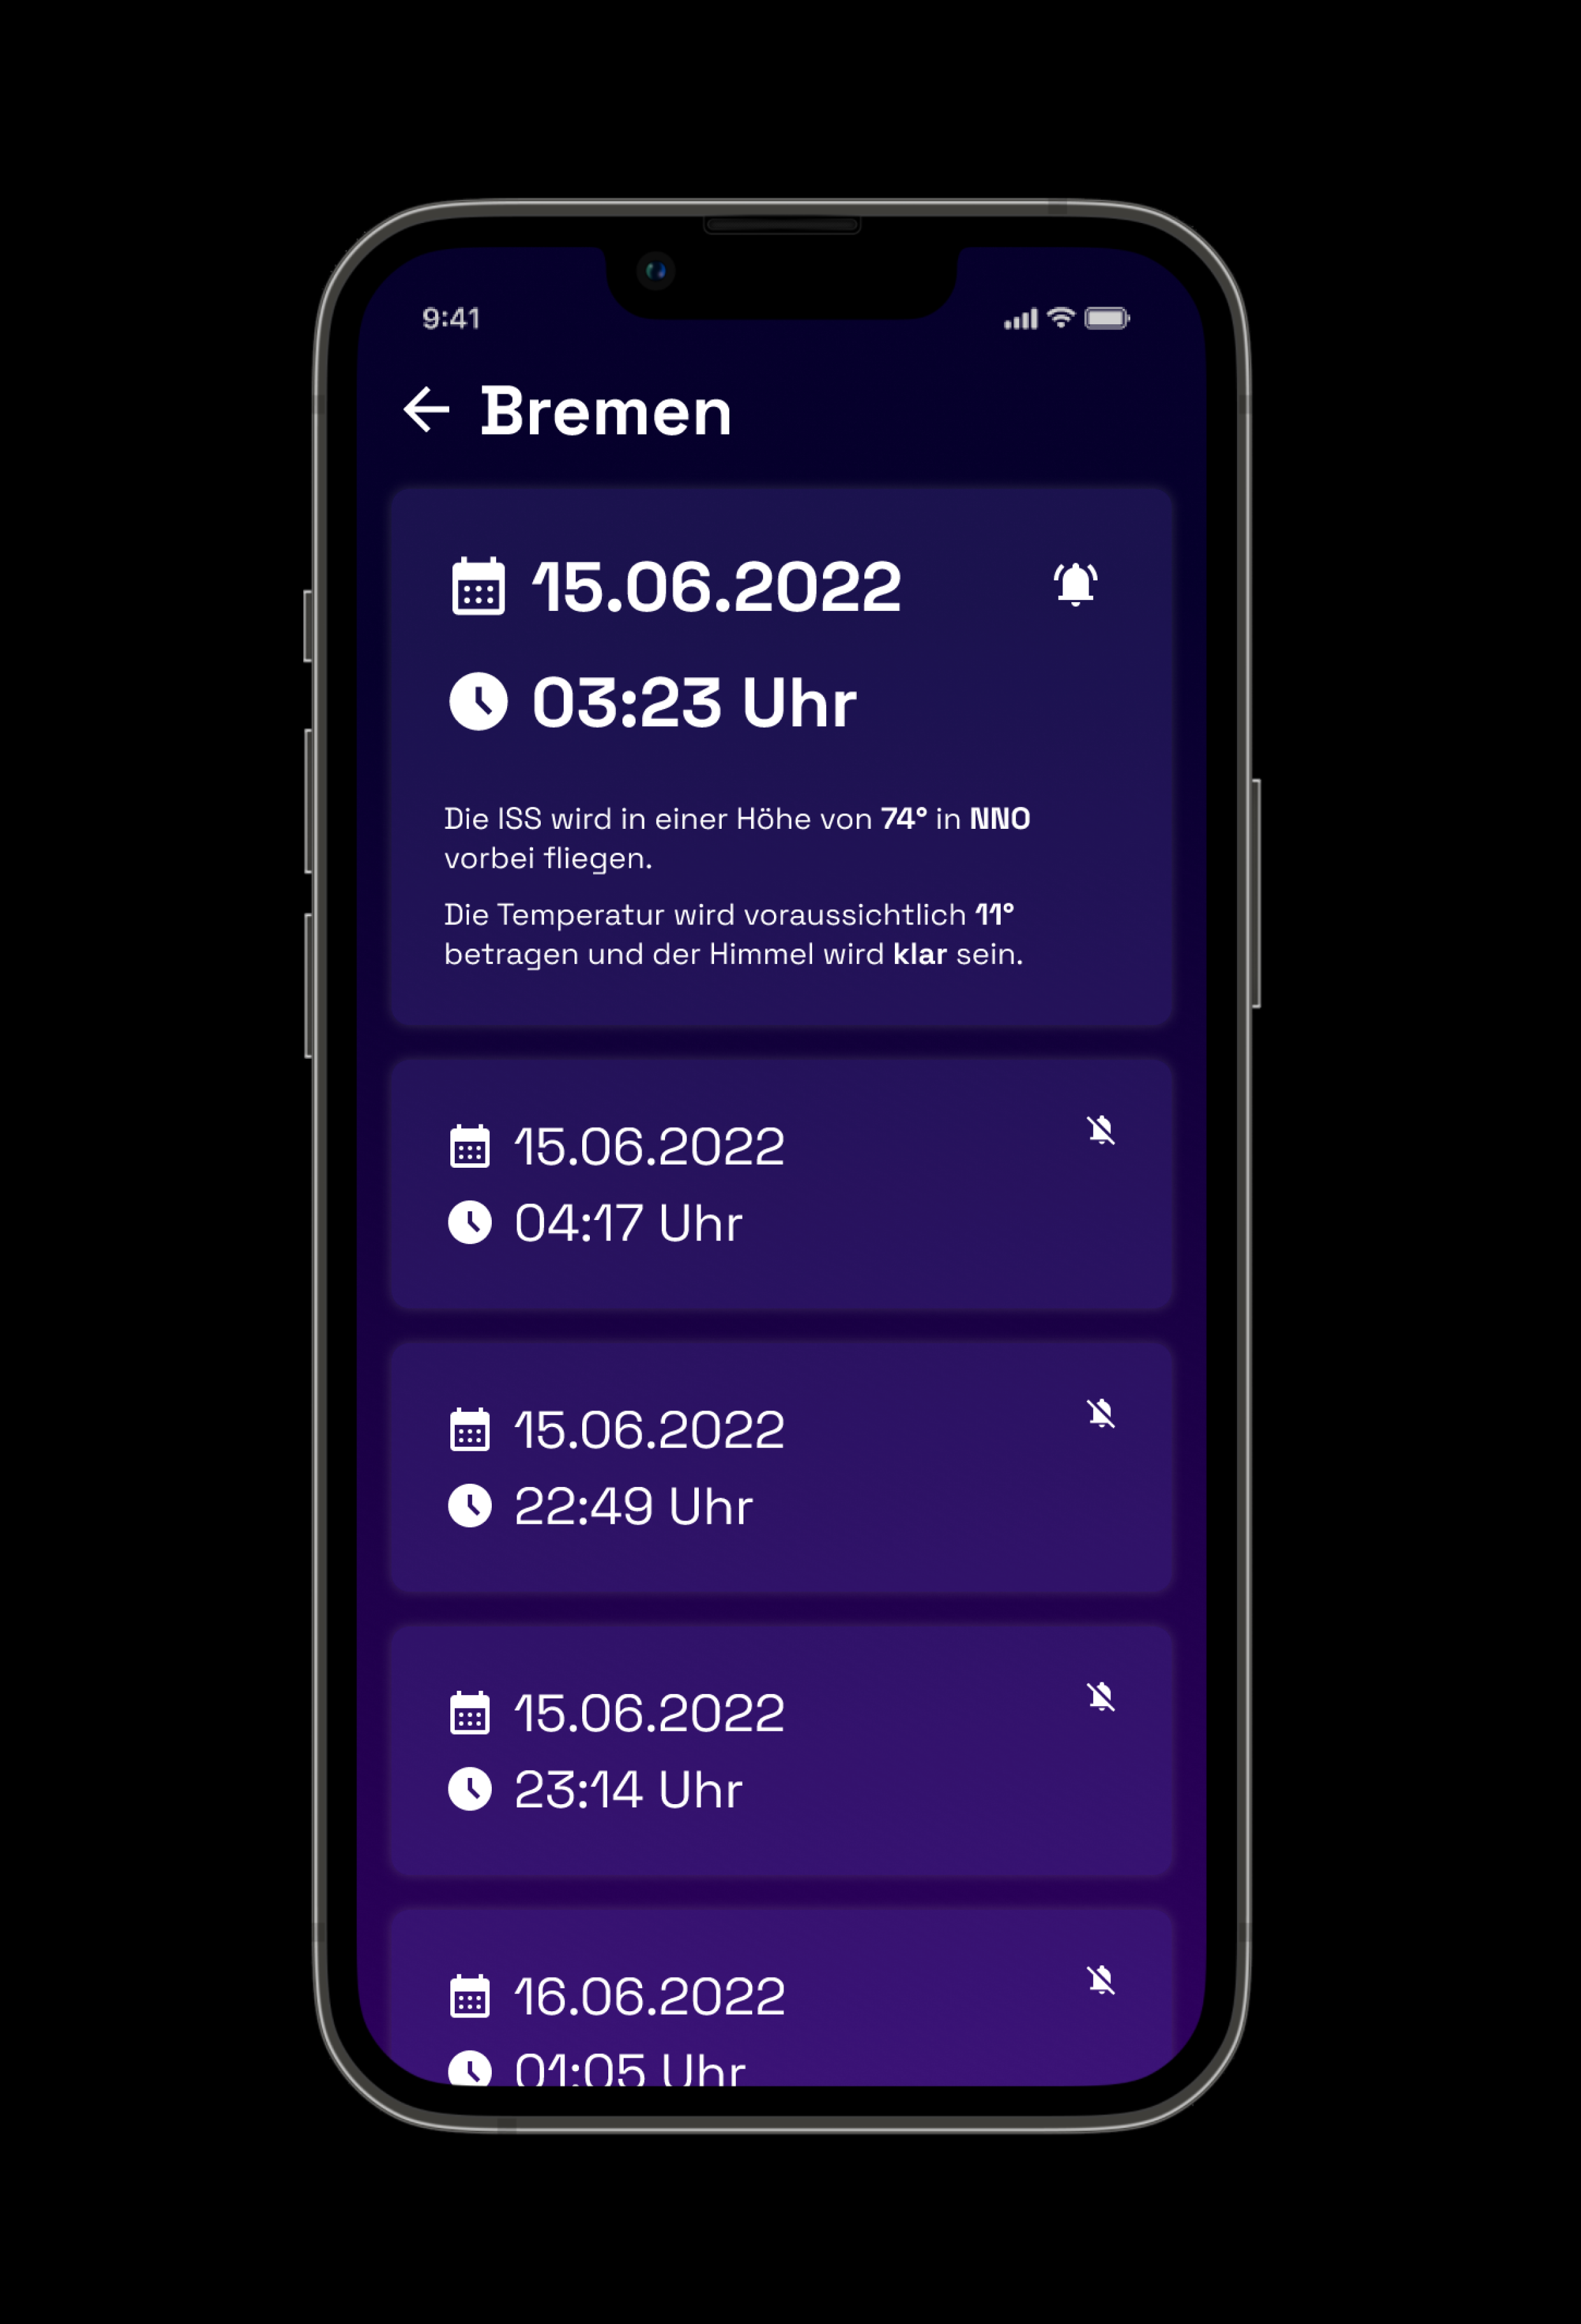 9:41
Bremen
15.06.2022
03:23 Uhr
Die ISS wird in einer Höhe von 74° in NNO
vorbei fliegen.
Die Temperatur wird voraussichtlich 11°
betragen und der Himmel wird klar sein.
15.06.2022
04:17 Uhr
15.06.2022
22:49 Uhr
15.06.2022
23:14 Uhr
16.06.2022
01:05 Uhr